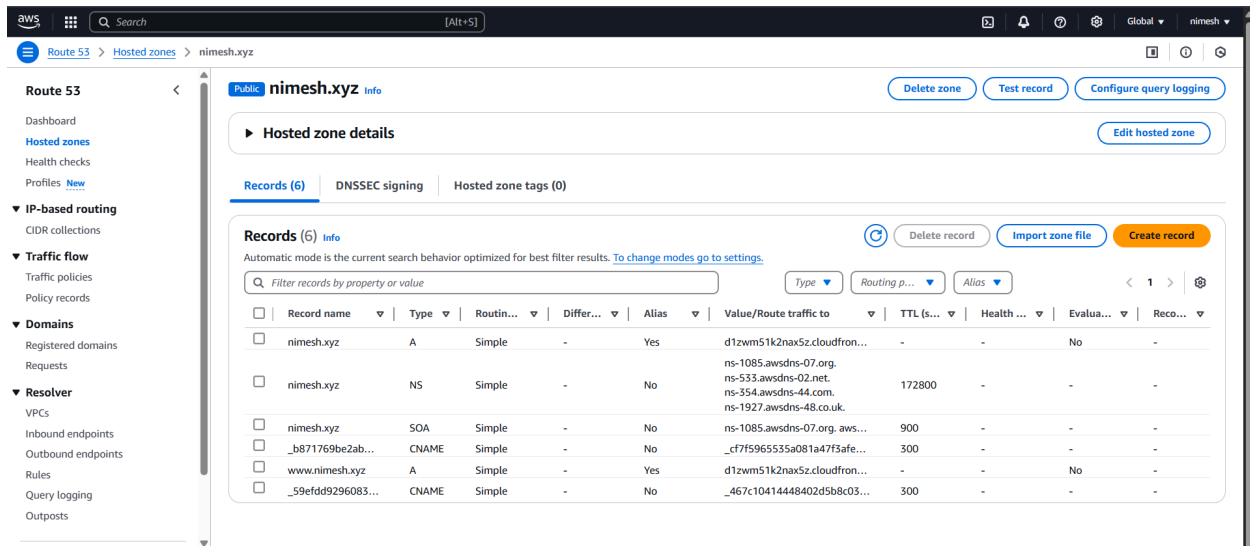 aws
Search
[Alt+S]
Global
nimesh
Route 53 > Hosted zones > nimesh.xyz
Route 53
Dashboard
Hosted zones
Health checks
Profiles New
IP-based routing
CIDR collections
Traffic flow
Traffic policies
Policy records
Domains
Registered domains
Requests
Resolver
VPCs
Inbound endpoints
Outbound endpoints
Rules
Query logging
Outposts
Public nimesh.xyz Info
Delete zone
Test record
Configure query logging
Hosted zone details
Edit hosted zone
Records (6)
DNSSEC signing
Hosted zone tags (0)
Records (6) Info
Delete record
Import zone file
Create record
Automatic mode is the current search behavior optimized for best filter results. To change modes go to settings.
Filter records by property or value
Type
Routing p...
Alias
< 1 >
Record name Type Routin... Differ... Alias Value/Route traffic to TTL (s... Health ... Evalua... Reco...
nimesh.xyz A Simple - Yes d1zwm51k2nax5z.cloudfron... - - No -
nimesh.xyz NS Simple - No ns-1085.awsdns-07.org.
ns-533.awsdns-02.net.
ns-354.awsdns-44.com.
ns-1927.awsdns-48.co.uk.
172800 - - -
nimesh.xyz SOA Simple - No ns-1085.awsdns-07.org. aws... 900 - - -
_b871769be2ab... CNAME Simple - No _cf7f5965535a081a47f3afe... 300 - - -
www.nimesh.xyz A Simple - Yes d1zwm51k2nax5z.cloudfron... - - No -
_59efdd9296083... CNAME Simple - No _467c10414448402d5b8c03... 300 - - -